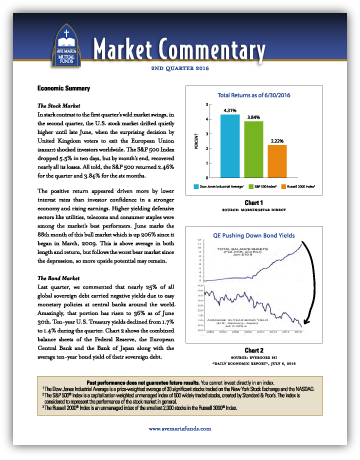 AVE MARIA
MUTUAL
FUNDS
Market Commentary
2ND QUARTER 2016
Economic Summary
The Stock Market
In stark contrast to the first quarter's wild market swings, in
the second quarter, the U.S. stock market drifted quietly
higher until late June, when the surprising decision by
United Kingdom voters to exit the European Union
shocked investors worldwide. The S&P 500 Index
dropped 5.5% in two days, but by month's end, recovered
nearly all its losses. All told, the S&P 500 returned 2.46%
for the quarter and 3.84% for the six months.
The positive return appeared driven more by lower
interest rates than investor confidence in a stronger
economy and rising earnings. Higher yielding defensive
sectors like utilities, telecoms and consumer staples were
among the market's best performers. June marks the
88th month of this bull market which is up 206% since it
began in March, 2009. This is above average in both
length and return, but follows the worst bear market since
the depression, so more upside potential may remain.
The Bond Market
Last quarter, we commented that nearly 25% of all
global sovereign debt carried negative yields due to easy
monetary policies at central banks around the world.
Amazingly, that portion has risen to 36% as of June
30th. Ten-year U.S. Treasury yields declined from 1.7%
to 1.4% during the quarter. Chart 2 shows the combined
balance sheets of the Federal Reserve, the European
Central Bank and the Bank of Japan along with the
average ten-year bond yield of their sovereign debt.
Total Returns as of 6/30/2016
PERCENT
5
4
3
2
1
0
4.31%
3.84%
2.22%
Dow Jones Industrial Average¹ S&P 500 Index² Russell 2000 Index³
Chart 1
SOURCE: MORNINGSTAR DIRECT
QE Pushing Down Bond Yields
TOTAL BALANCE SHEETS
Chart 2
SOURCE: EVERCORE ISI
"DAILY ECONOMIC REPORT", JULY 5, 2016
Past performance does not guarantee future results. You cannot invest directly in an index.
¹ The Dow Jones Industrial Average is a price-weighted average of 30 significant stocks traded on the New York Stock Exchange and the NASDAQ.
² The S&P 500® Index is a capitalization weighted unmanaged index of 500 widely traded stocks, created by Standard & Poor's. The index is
considered to represent the performance of the stock market in general.
³ The Russell 2000® Index is an unmanaged index of the smallest 2,000 stocks in the Russell 3000® Index.
www.avemariafunds.com